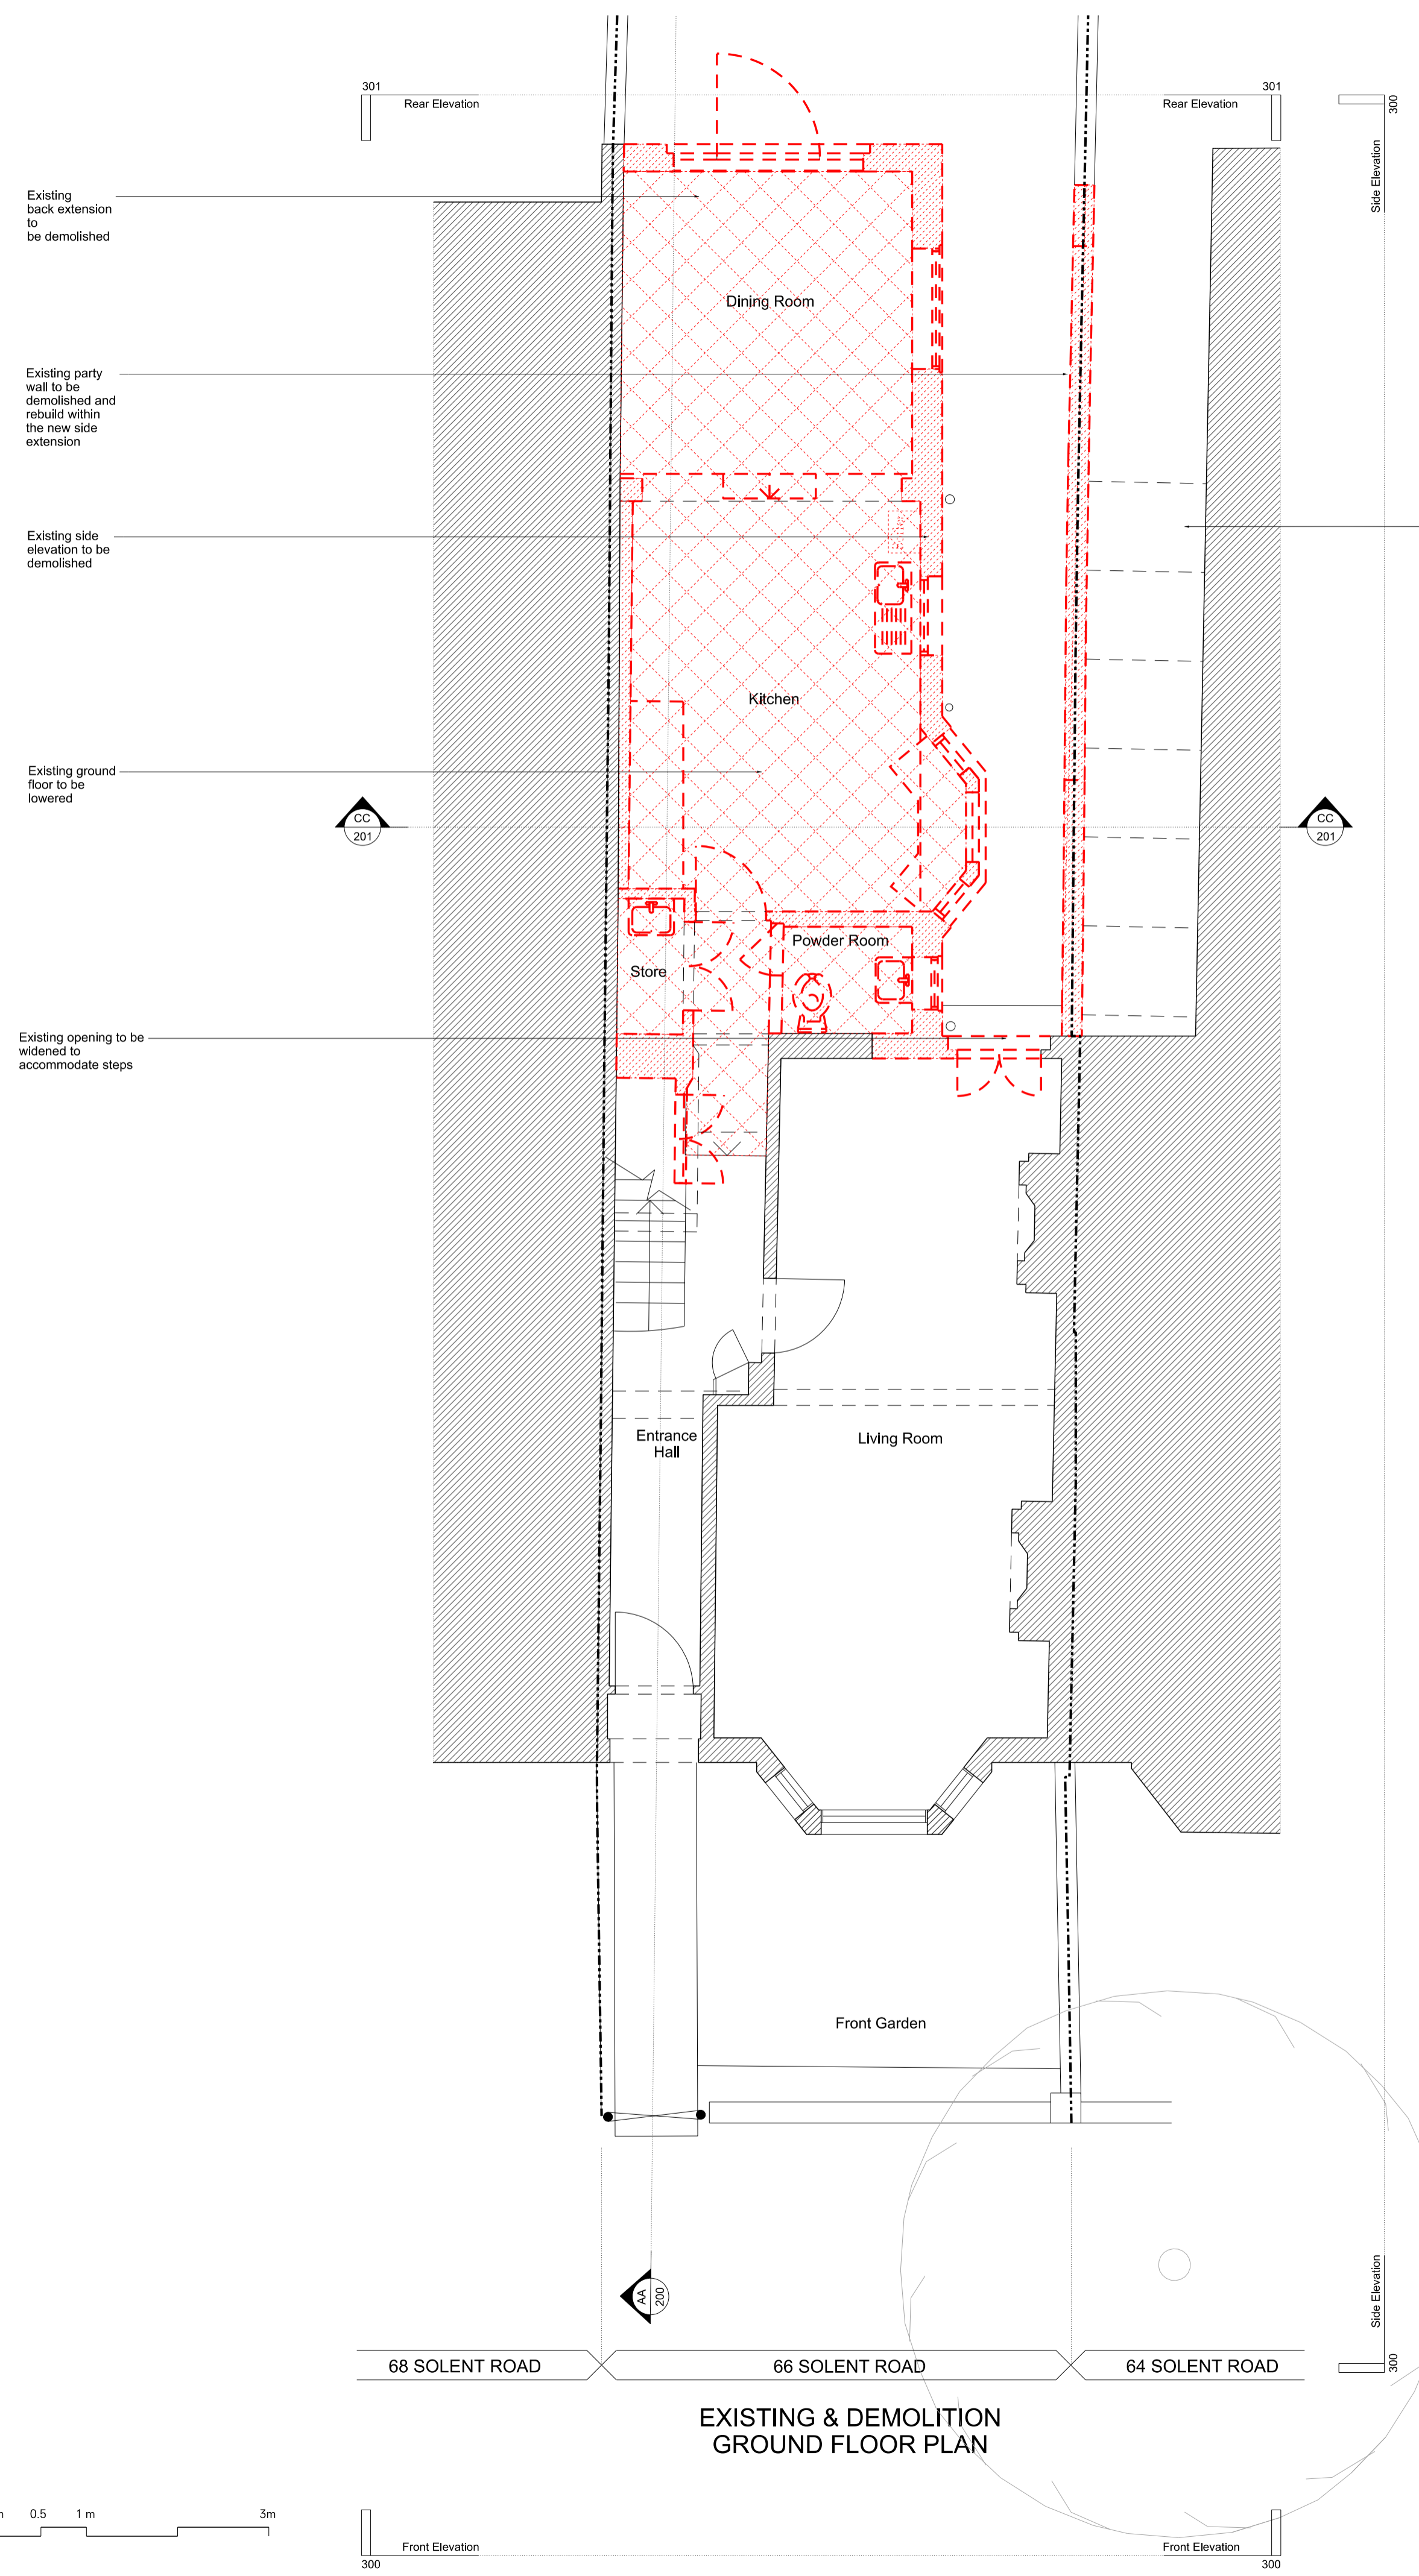 301
301
Rear Elevation
Rear Elevation
300
Side Elevation
Existing
back extension
to
be demolished
Dining Room
Existing party
wall to be
demolished and
rebuild within
the new side
extension
Existing side
elevation to be
demolished
Kitchen
Existing ground
floor to be
lowered
CC
201
CC
201
Powder Room
Store
Existing opening to be
widened to
accommodate steps
Entrance
Hall
Living Room
Front Garden
AA
200
Side Elevation
300
68 SOLENT ROAD
66 SOLENT ROAD
64 SOLENT ROAD
EXISTING & DEMOLITION
GROUND FLOOR PLAN
0.5
1 m
3m
Front Elevation
Front Elevation
300
300